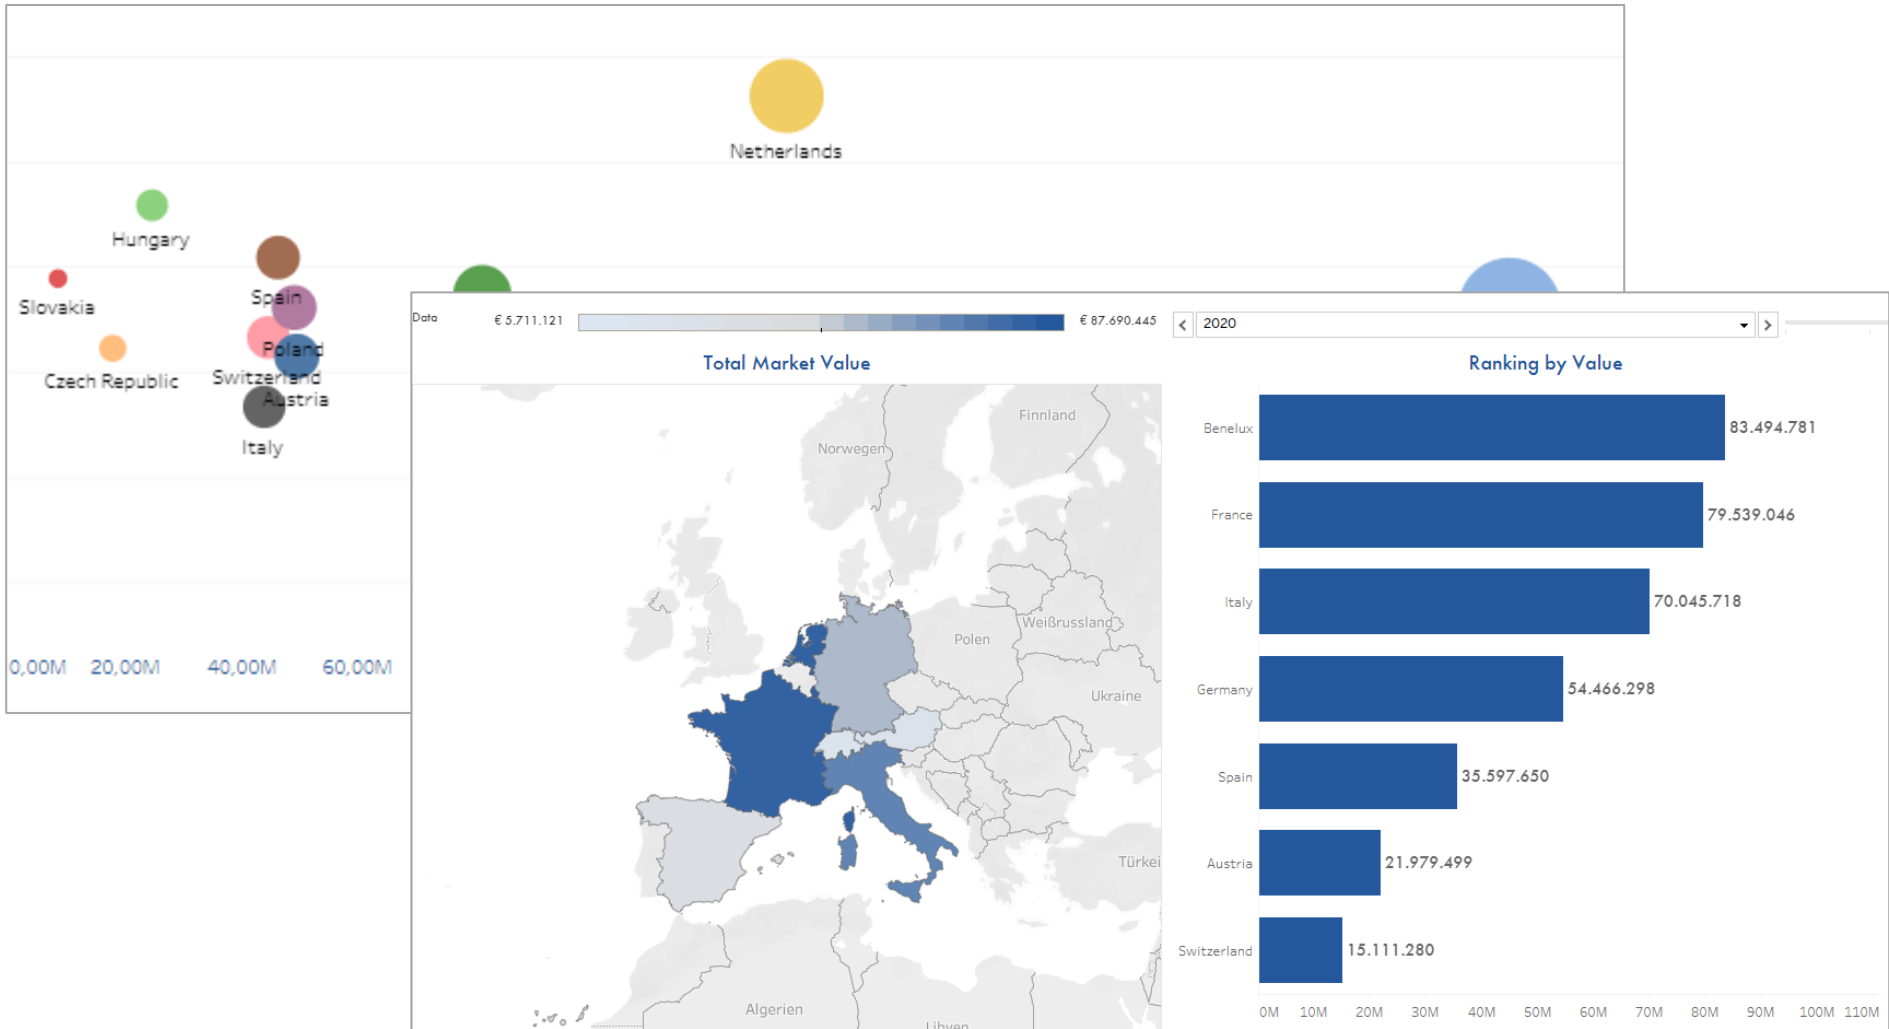 Netherlands
Hungary
Spain
Slovakia
Poland
Czech Republic
Switzerland
Austria
Italy
0,00M 20,00M 40,00M 60,00M
Data
€ 5.711.121
€ 87.690.445
2020
Total Market Value
Finnland
Norwegen
Weißrussland
Polen
Ukraine
Türkei
Algerien
Libyen
Ranking by Value
Benelux 83.494.781
France 79.539.046
Italy 70.045.718
Germany 54.466.298
Spain 35.597.650
Austria 21.979.499
Switzerland 15.111.280
0M 10M 20M 30M 40M 50M 60M 70M 80M 90M 100M 110M